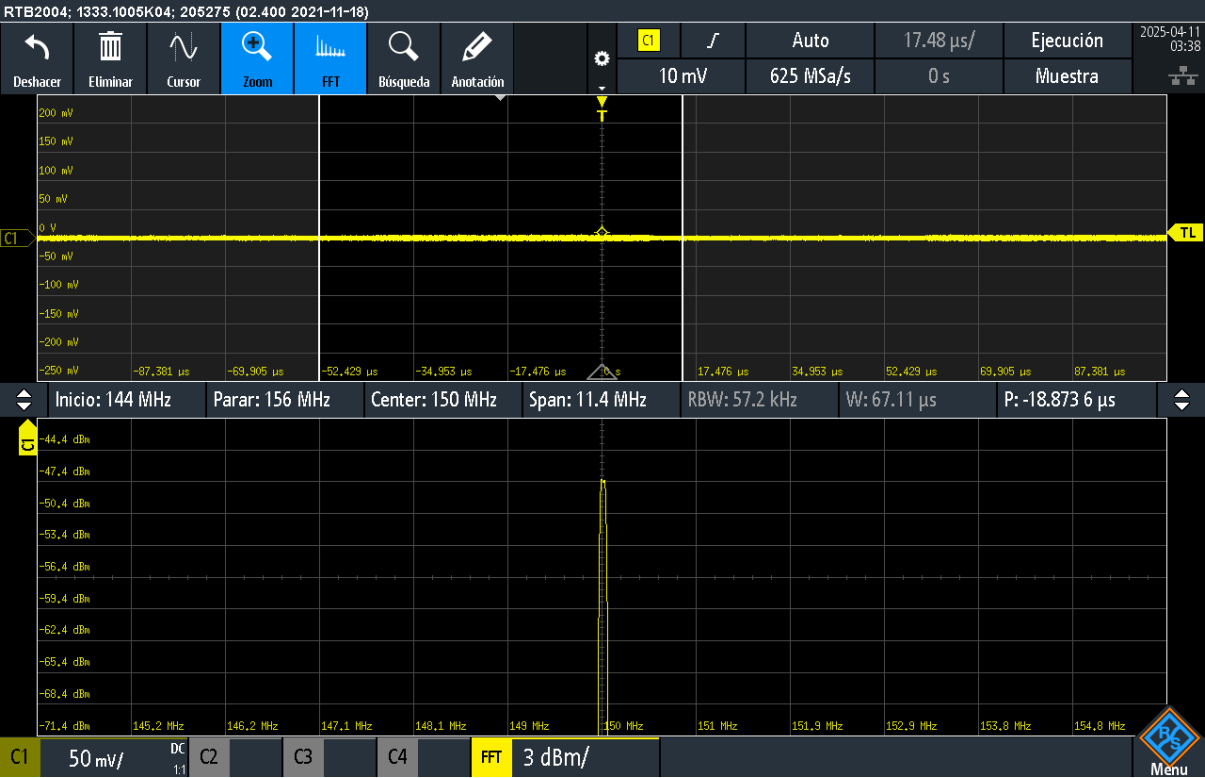 RTB2004; 1333.1005K04; 205275 (02.400 2021-11-18)
Deshacer Eliminar Cursor Zoom FFT Búsqueda Anotación
C1 Auto 17.48 µs/ Ejecución
10 mV 625 MSa/s 0 s Muestra
2025-04-11
03:38
200 mV
150 mV
100 mV
50 mV
0 V
-50 mV
-100 mV
-150 mV
-200 mV
-250 mV
T
C1
TL
-87.381 µs -69.905 µs -52.429 µs -34.953 µs -17.476 µs 0 s 17.476 µs 34.953 µs 52.429 µs 69.905 µs 87.381 µs
Inicio: 144 MHz Parar: 156 MHz Center: 150 MHz Span: 11.4 MHz RBW: 57.2 kHz W: 67.11 µs P: -18.873 6 µs
C1
-44.4 dBm
-47.4 dBm
-50.4 dBm
-53.4 dBm
-56.4 dBm
-59.4 dBm
-62.4 dBm
-65.4 dBm
-68.4 dBm
-71.4 dBm
145.2 MHz 146.2 MHz 147.1 MHz 148.1 MHz 149 MHz 150 MHz 151 MHz 151.9 MHz 152.9 MHz 153.8 MHz 154.8 MHz
C1 50 mV/ DC 1:1 C2 C3 C4 FFT 3 dBm/
R&S
Menu